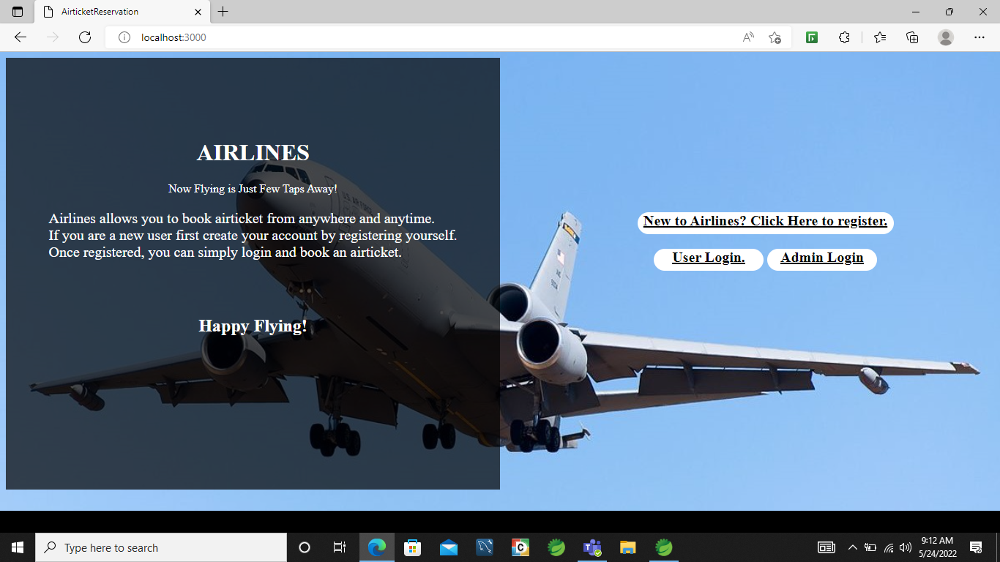 AirticketReservation
localhost:3000
AIRLINES
Now Flying is Just Few Taps Away!
Airlines allows you to book airticket from anywhere and anytime.
If you are a new user first create your account by registering yourself.
Once registered, you can simply login and book an airticket.
Happy Flying!
New to Airlines? Click Here to register.
User Login.
Admin Login
U.S. AIR FORCE
Type here to search
9:12 AM
5/24/2022